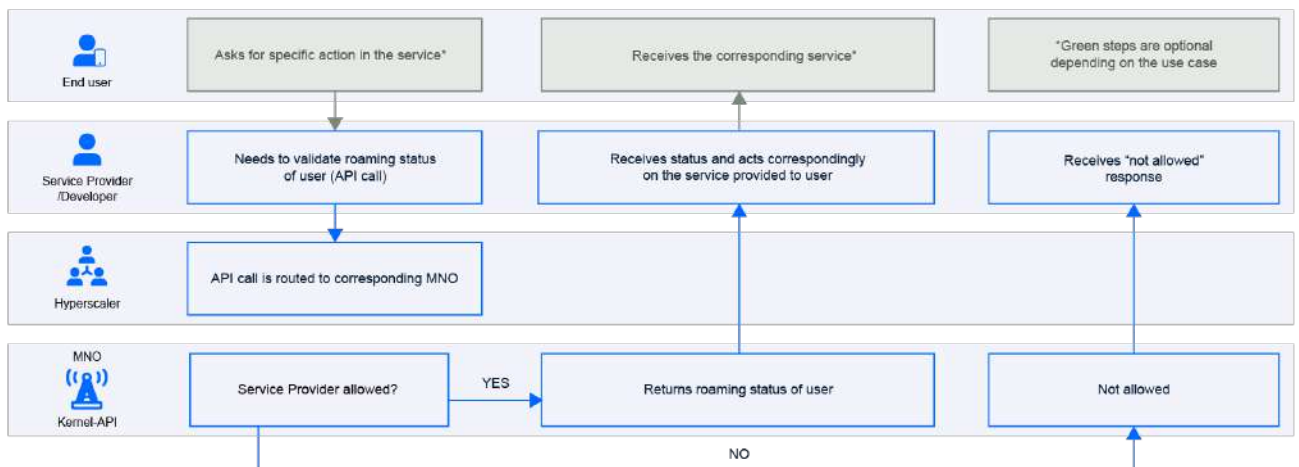 End user
Asks for specific action in the service*
Receives the corresponding service*
*Green steps are optional
depending on the use case
Service Provider
/Developer
Needs to validate roaming status
of user (API call)
Receives status and acts correspondingly
on the service provided to user
Receives "not allowed"
response
Hyperscaler
API call is routed to corresponding MNO
MNO
Kernel-API
Service Provider allowed?
YES
Returns roaming status of user
Not allowed
NO